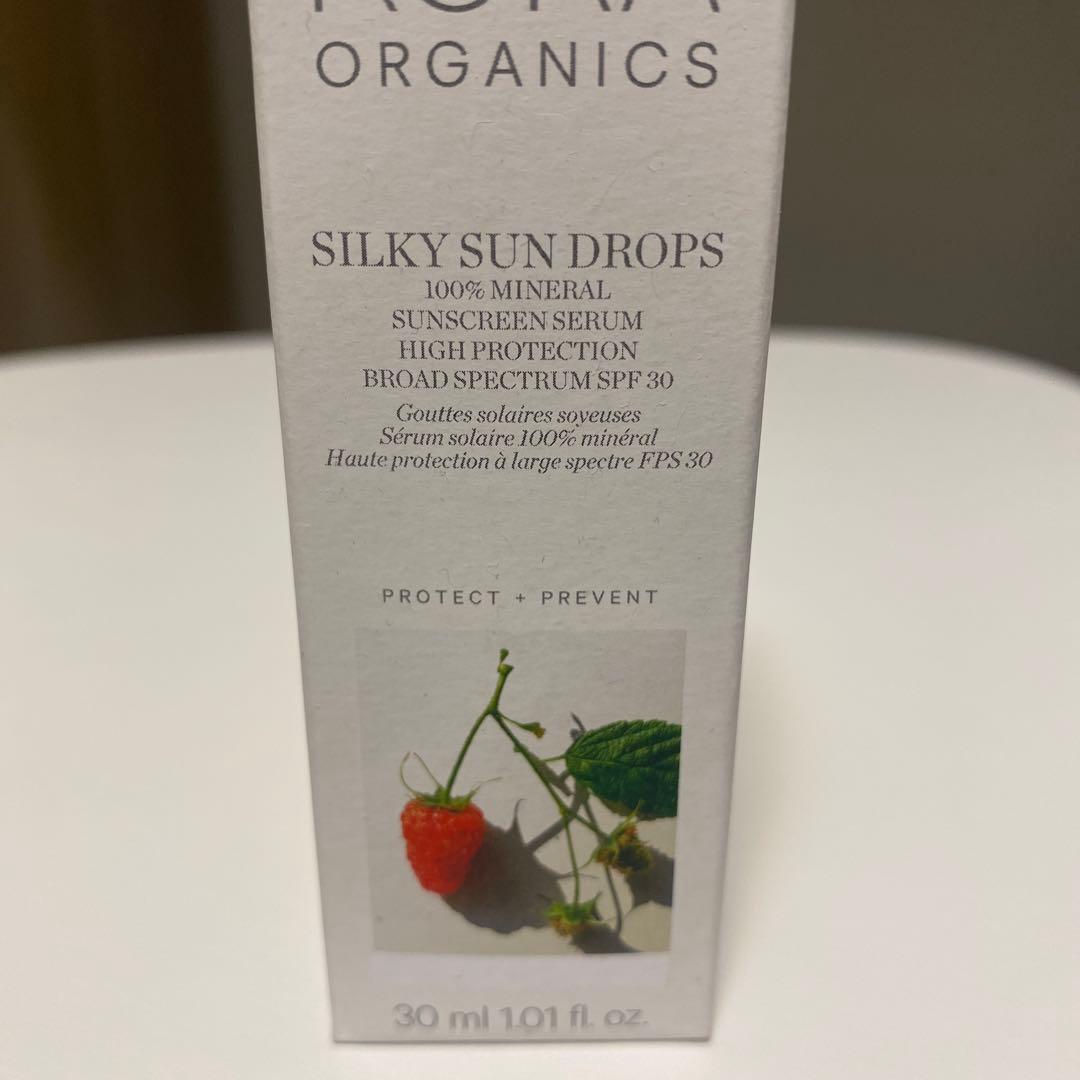 ORGANICS
SILKY SUN DROPS
100% MINERAL
SUNSCREEN SERUM
HIGH PROTECTION
BROAD SPECTRUM SPF 30
Gouttes solaires soyeuses
Sérum solaire 100% minéral
Haute protection à large spectre FPS 30
PROTECT + PREVENT
30 ml 1.01 fl. oz.